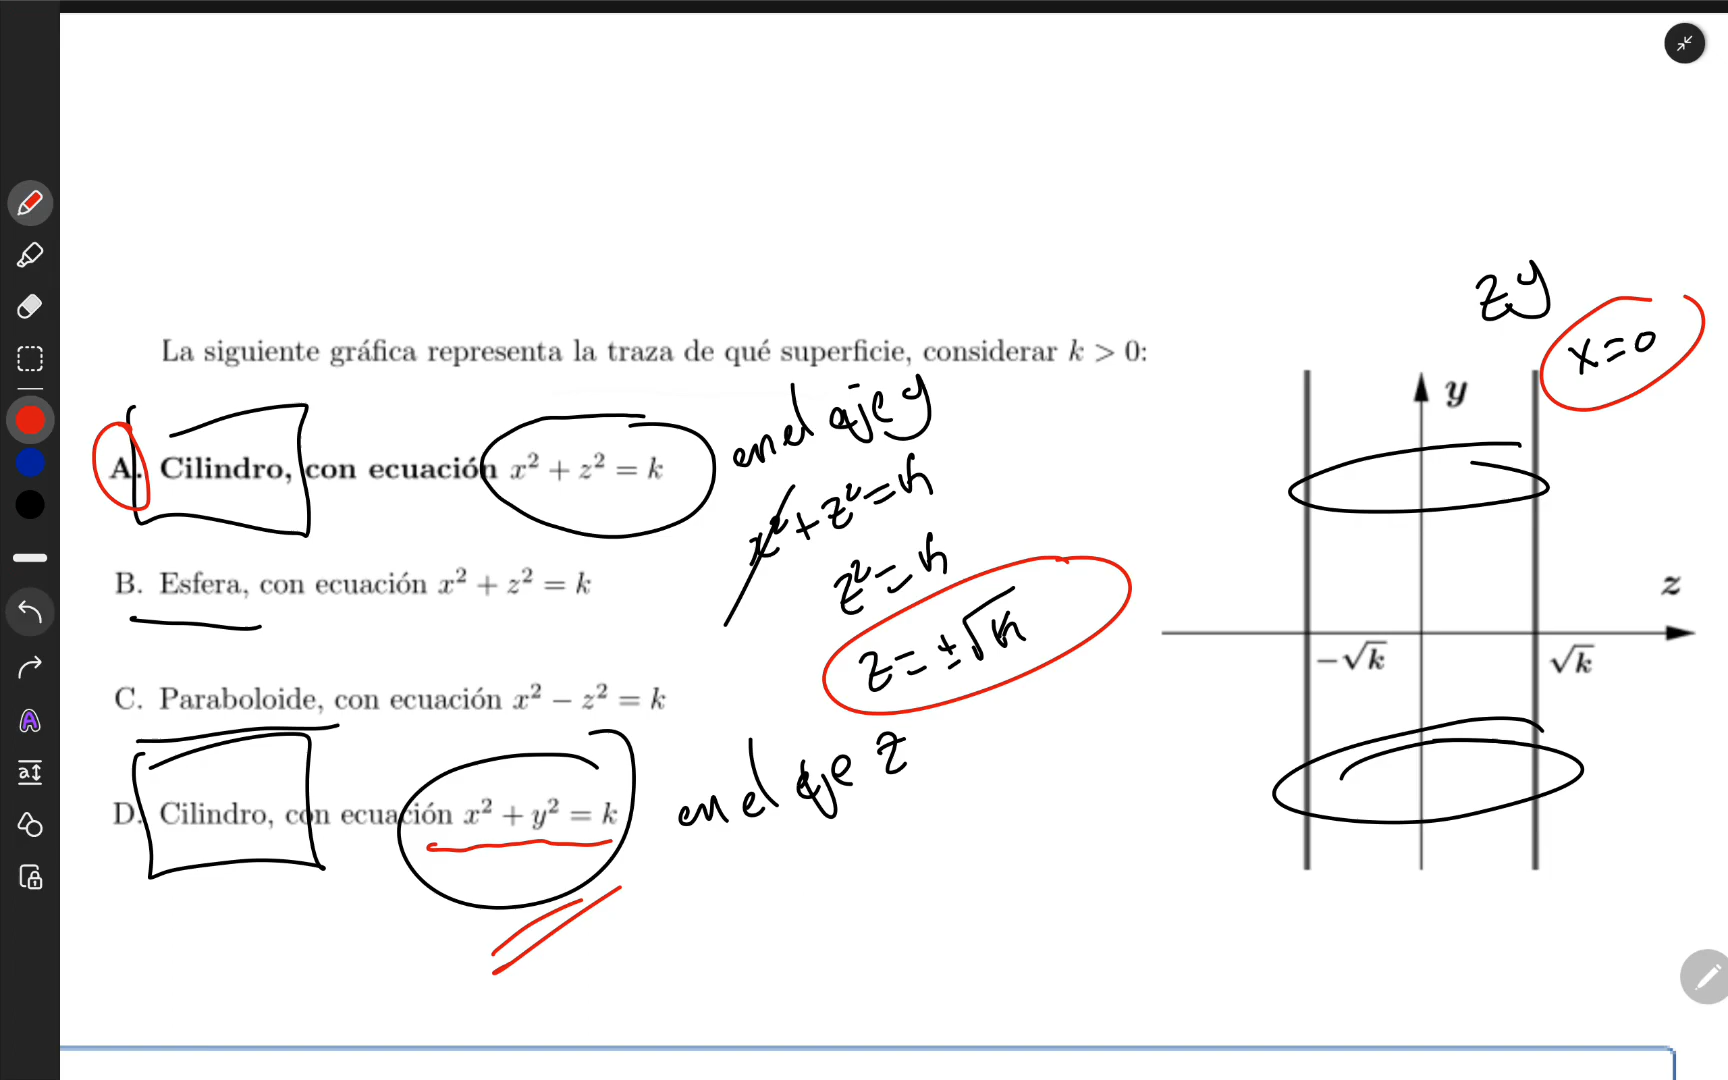 La siguiente gráfica representa la traza de qué superficie, considerar k > 0:
A. Cilindro, con ecuación x² + z² = k
en el eje y
x² + z² = k
z² = k
z = ±√k
B. Esfera, con ecuación x² + z² = k
C. Paraboloide, con ecuación x² − z² = k
D. Cilindro, con ecuación x² + y² = k
en el eje z
zy
x = 0
y
z
−√k
√k
A
a